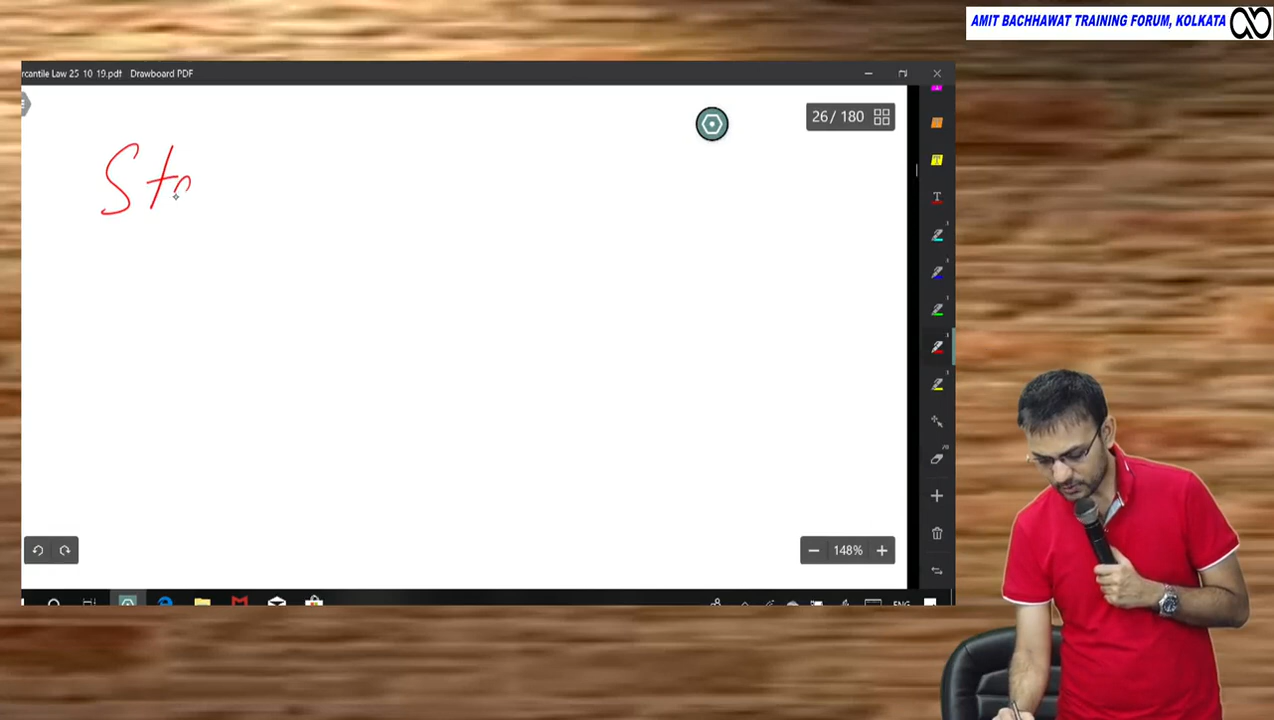 AMIT BACHHAWAT TRAINING FORUM, KOLKATA
rcantile Law 25 10 19.pdf Drawboard PDF
26 / 180
St
148%
ENG